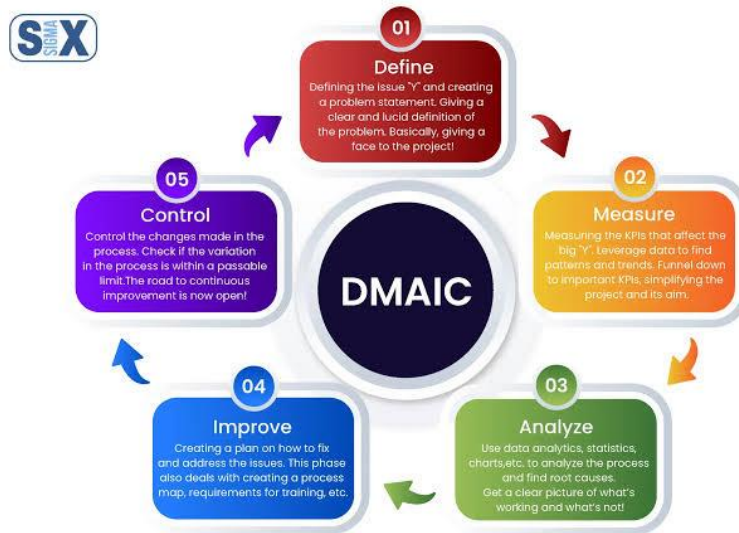 SIX
SIGMA
01
Define
Defining the issue "Y" and creating
a problem statement. Giving a
clear and lucid definition of
the problem. Basically, giving a
face to the project!
02
Measure
Measuring the KPIs that affect the
big "Y". Leverage data to find
patterns and trends. Funnel down
to important KPIs, simplifying the
project and its aim.
03
Analyze
Use data analytics, statistics,
charts,etc. to analyze the process
and find root causes.
Get a clear picture of what's
working and what's not!
04
Improve
Creating a plan on how to fix
and address the issues. This phase
also deals with creating a process
map, requirements for training, etc.
05
Control
Control the changes made in the
process. Check if the variation
in the process is within a passable
limit.The road to continuous
improvement is now open!
DMAIC